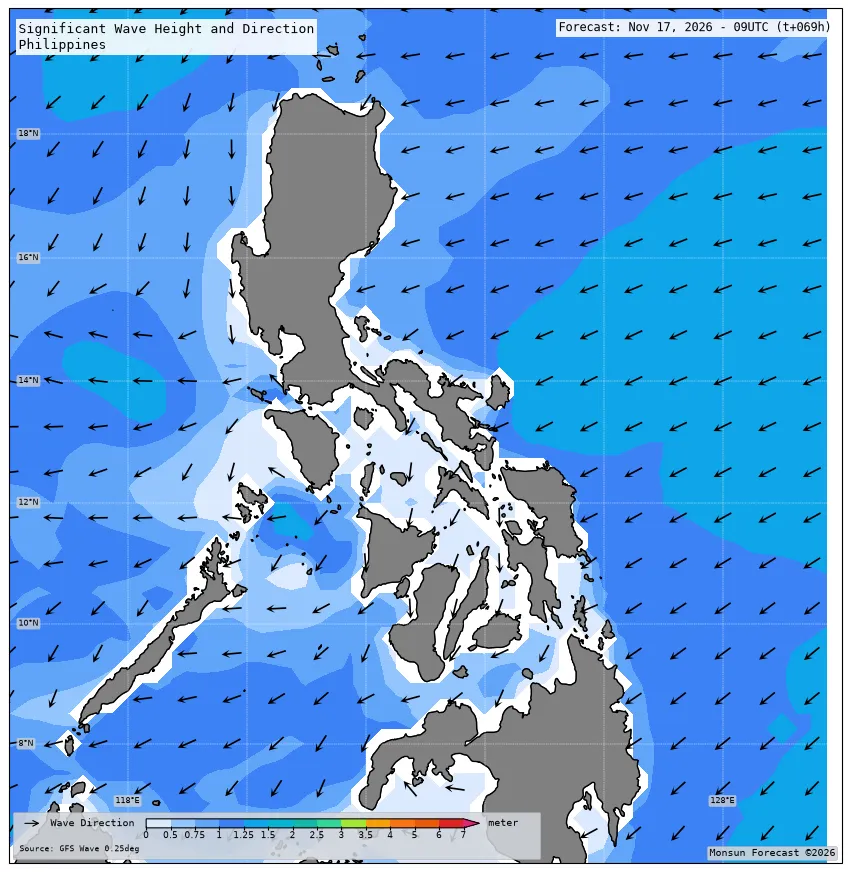 Significant Wave Height and Direction
Philippines
Forecast: Nov 17, 2026 - 09UTC (t+069h)
18°N
16°N
14°N
12°N
10°N
8°N
118°E
128°E
Wave Direction
0 0.5 0.75 1 1.25 1.5 2 2.5 3 3.5 4 5 6 7
meter
Source: GFS Wave 0.25deg
Monsun Forecast ©2026